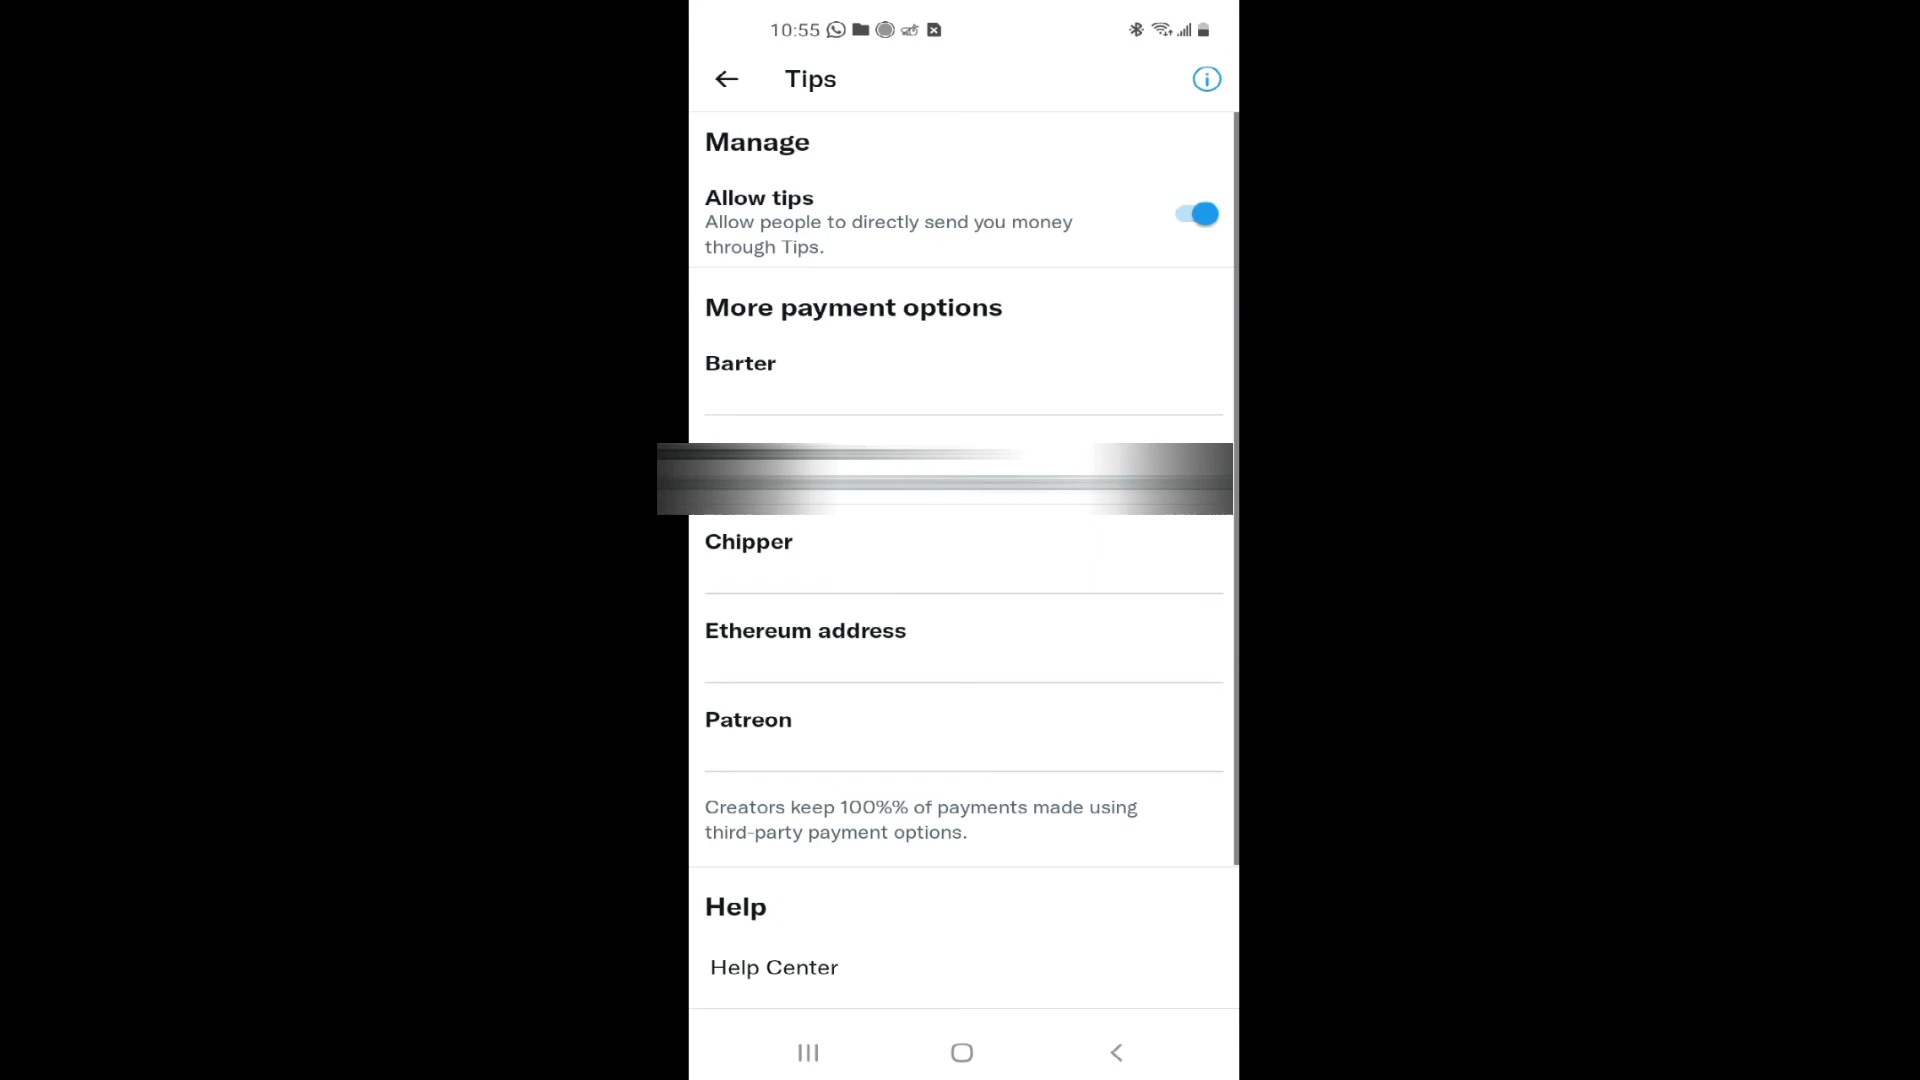 10:55
Tips
Manage
Allow tips
Allow people to directly send you money
through Tips.
More payment options
Barter
Chipper
Ethereum address
Patreon
Creators keep 100%% of payments made using
third-party payment options.
Help
Help Center